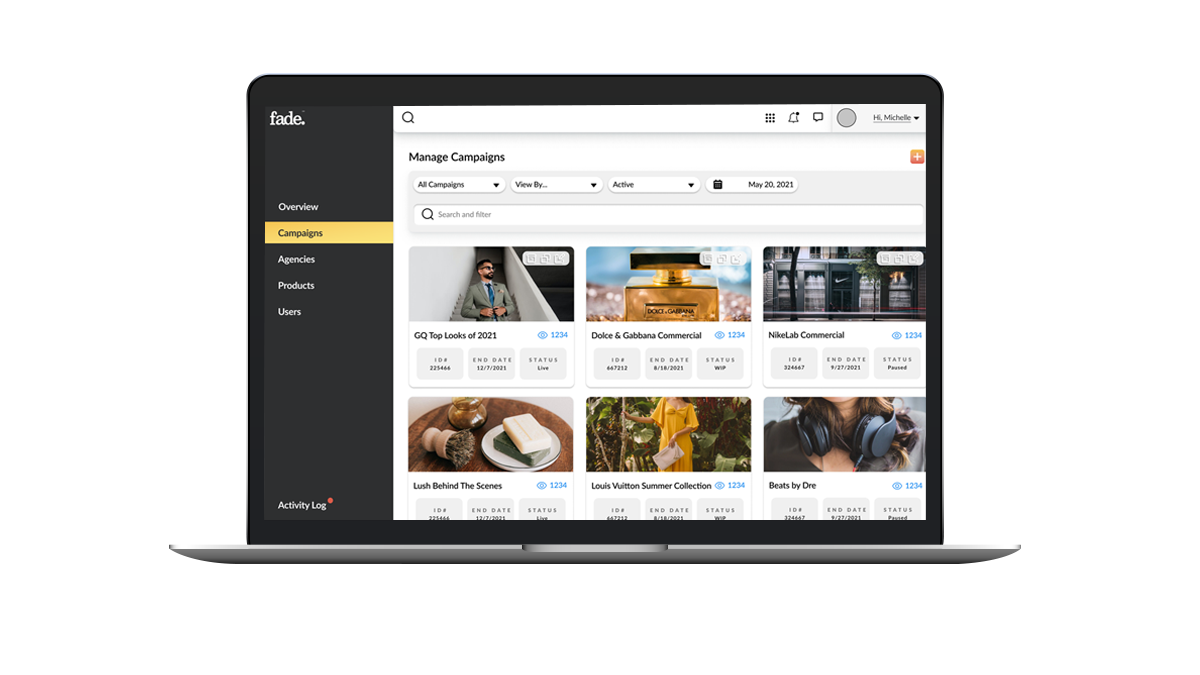 fade.
Hi, Michelle
Manage Campaigns
All Campaigns
View By...
Active
May 20, 2021
Search and filter
Overview
Campaigns
Agencies
Products
Users
Activity Log
DOLCE & GABBANA
GQ Top Looks of 2021
1234
ID#
225466
END DATE
12/7/2021
STATUS
Live
Dolce & Gabbana Commercial
1234
ID#
667212
END DATE
8/18/2021
STATUS
WIP
NikeLab Commercial
1234
ID#
324667
END DATE
9/27/2021
STATUS
Paused
Lush Behind The Scenes
1234
ID#
225466
END DATE
12/7/2021
STATUS
Live
Louis Vuitton Summer Collection
1234
ID#
667212
END DATE
8/18/2021
STATUS
WIP
Beats by Dre
1234
ID#
324667
END DATE
9/27/2021
STATUS
Paused